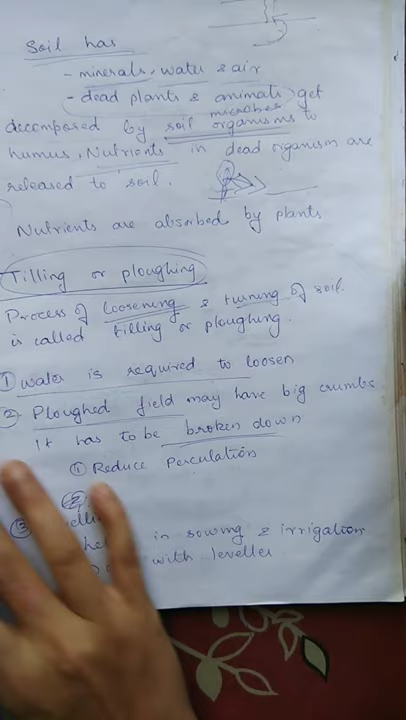 Soil has
- minerals, water & air
- dead plants & animals get
microbes
decomposed by soil organisms to
humus, Nutrients in dead organism are
released to soil.
Nutrients are absorbed by plants
Tilling or ploughing
Process of loosening & turning of soil
is called tilling or ploughing.
① Water is required to loosen
② Ploughed field may have big crumbs
It has to be broken down
① Reduce Perculation
②
③
in sowing & irrigation
with leveller